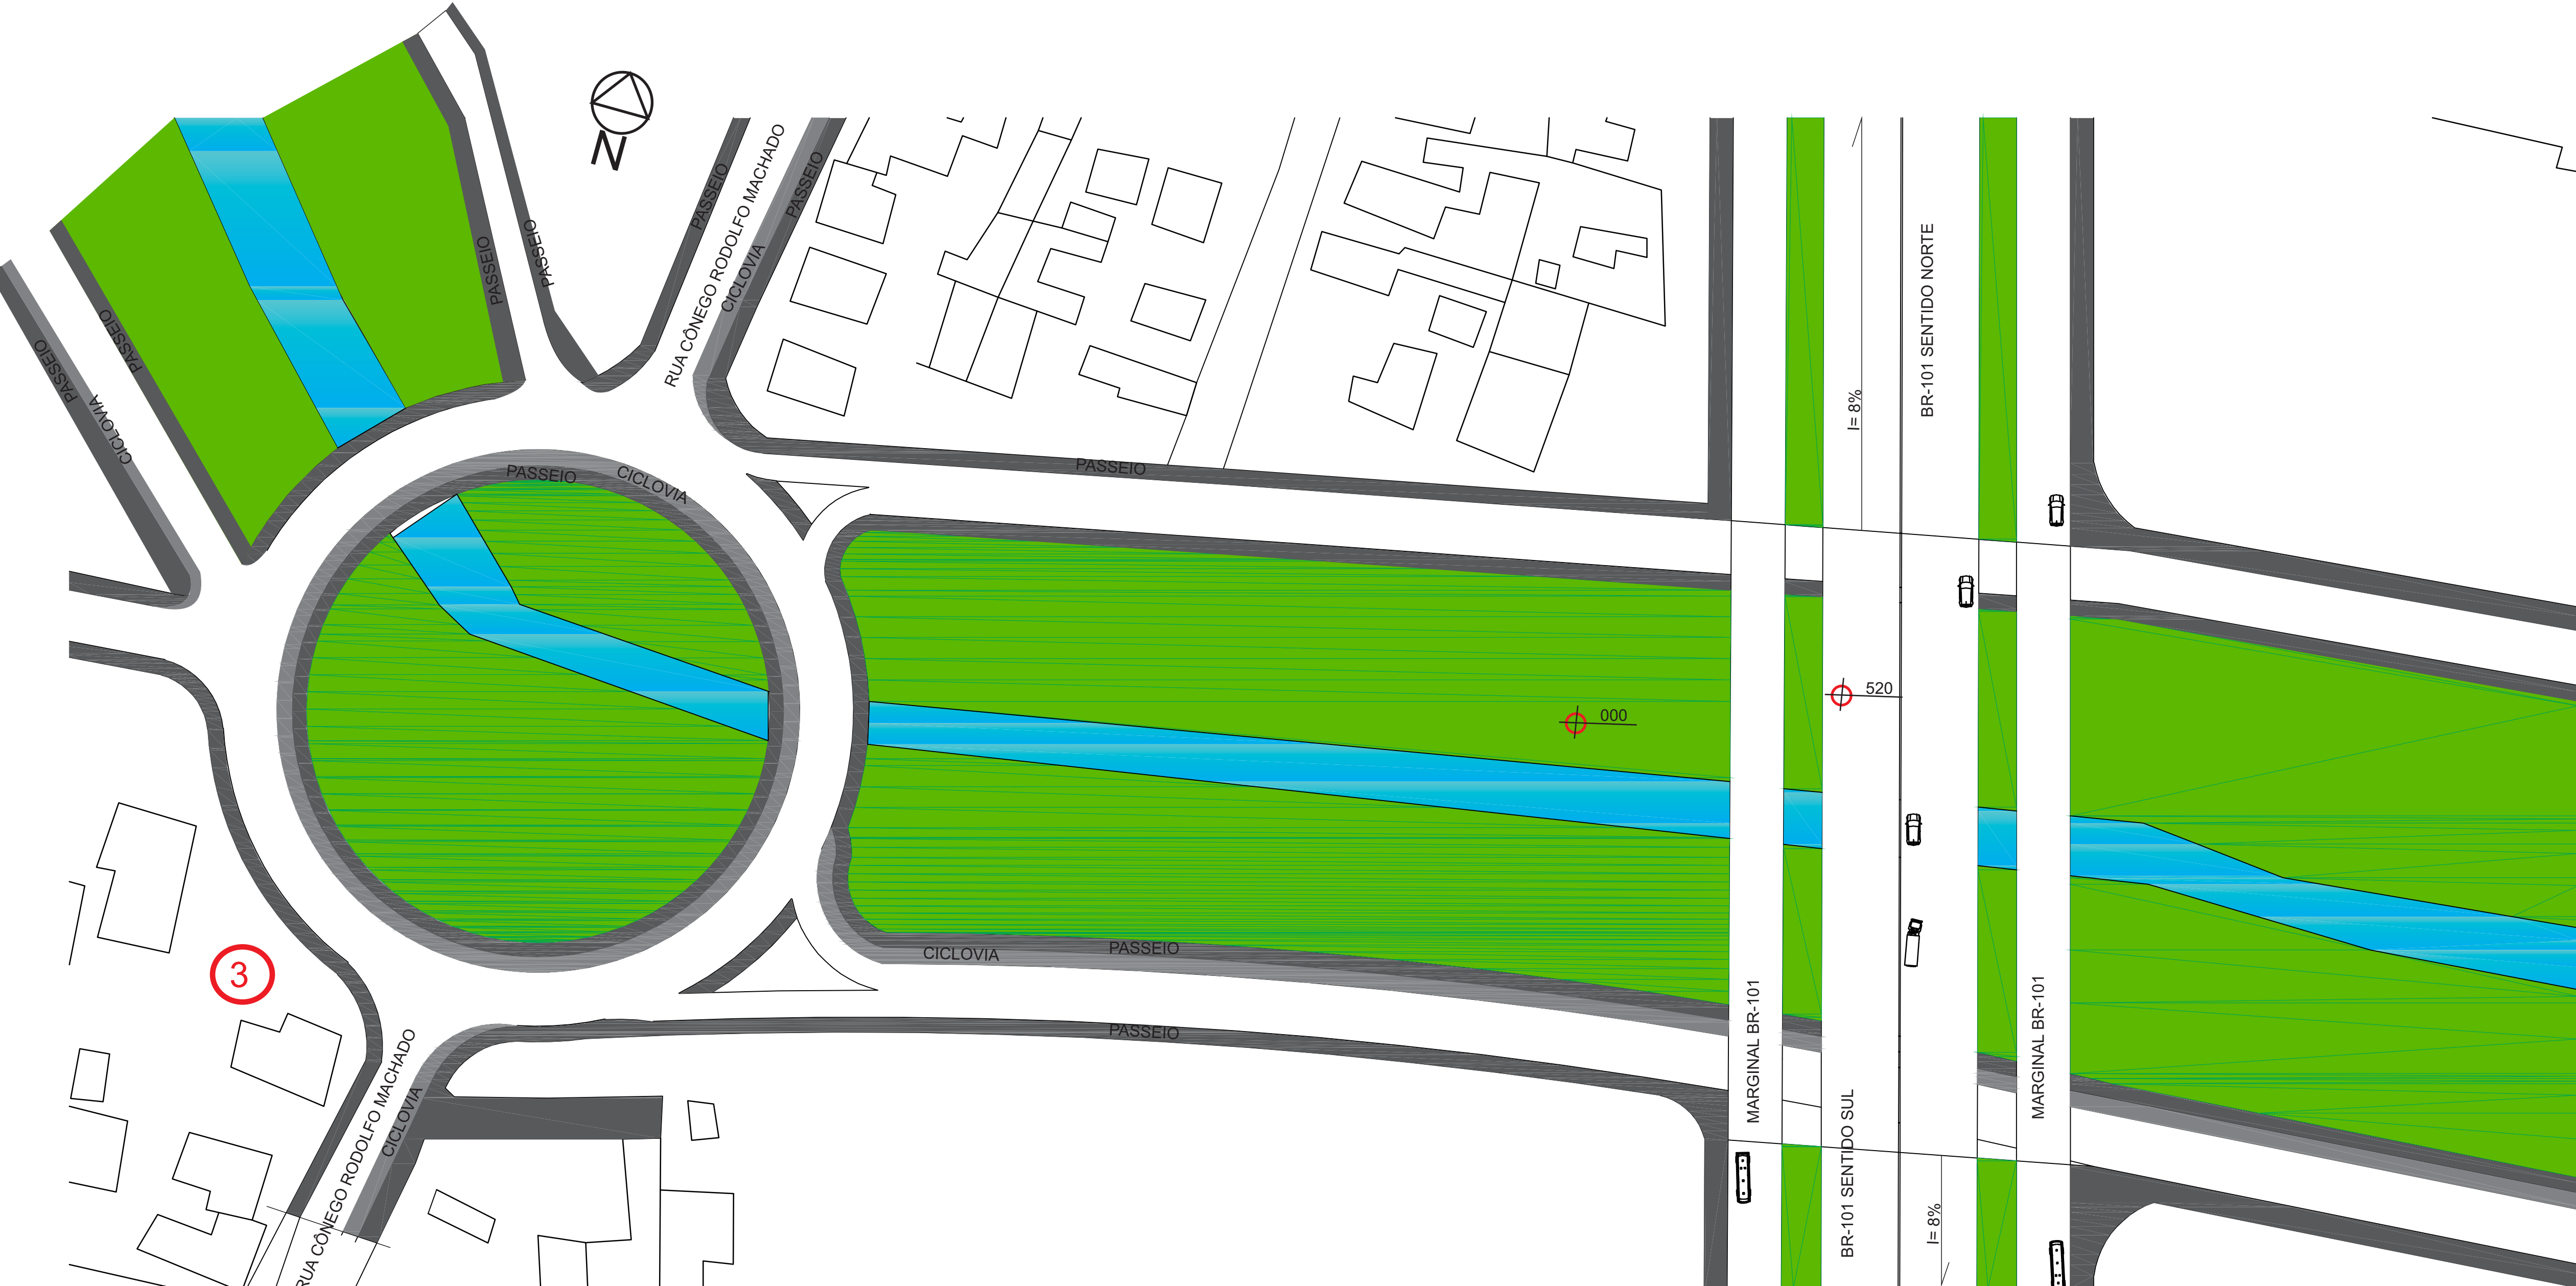 N
PASSEIO
RUA CÔNEGO RODOLFO MACHADO
CICLOVIA
PASSEIO
PASSEIO
PASSEIO
PASSEIO
PASSEIO
CICLOVIA
PASSEIO
CICLOVIA
PASSEIO
I= 8%
BR-101 SENTIDO NORTE
520
000
CICLOVIA
PASSEIO
PASSEIO
3
RUA CÔNEGO RODOLFO MACHADO
CICLOVIA
MARGINAL BR-101
BR-101 SENTIDO SUL
MARGINAL BR-101
I= 8%